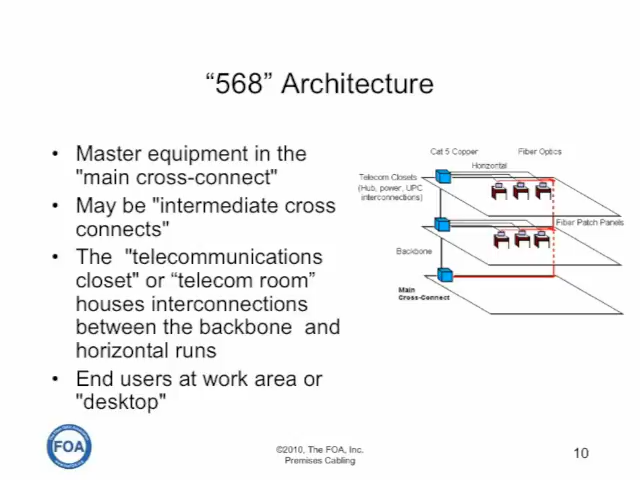 “568” Architecture
• Master equipment in the
"main cross-connect"
• May be "intermediate cross
connects"
• The "telecommunications
closet" or “telecom room”
houses interconnections
between the backbone and
horizontal runs
• End users at work area or
"desktop"
Cat 5 Copper
Fiber Optics
Horizontal
Telecom Closets
(Hub, power, UPC
interconnections)
Fiber Patch Panels
Backbone
Main
Cross-Connect
FOA
©2010, The FOA, Inc.
Premises Cabling
10